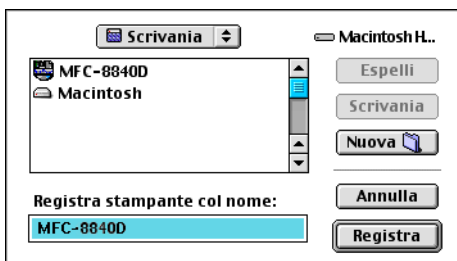 Scrivania
Macintosh H...
MFC-8840D
Macintosh
Espelli
Scrivania
Nuova
Registra stampante col nome:
MFC-8840D
Annulla
Registra